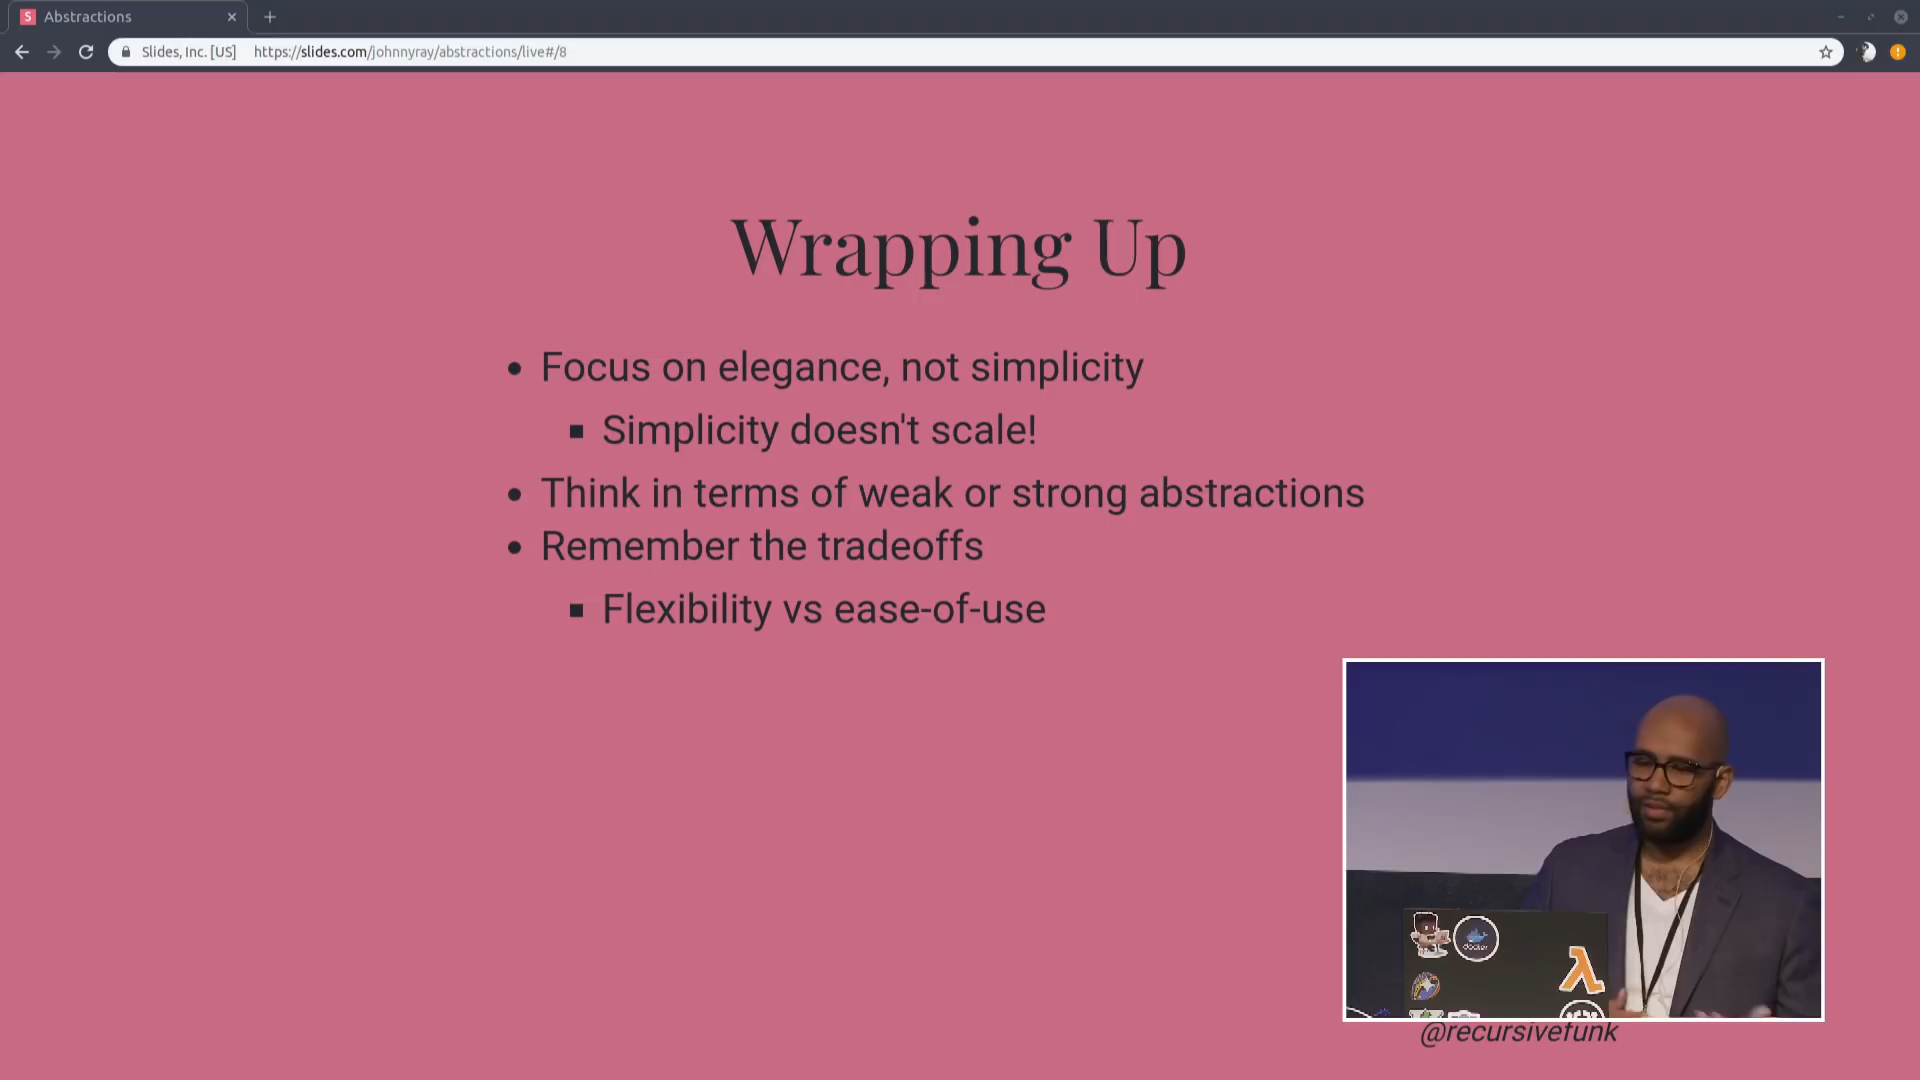 Abstractions
Slides, Inc. [US] https://slides.com/johnnyray/abstractions/live#/8
Wrapping Up
Focus on elegance, not simplicity
Simplicity doesn't scale!
Think in terms of weak or strong abstractions
Remember the tradeoffs
Flexibility vs ease-of-use
docker
λ
@recursivefunk